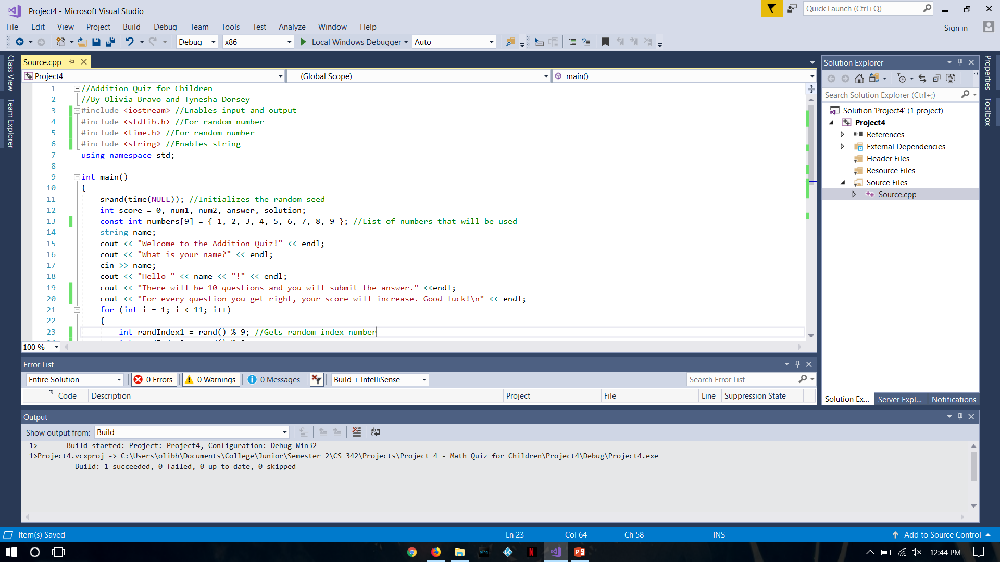 Project4 - Microsoft Visual Studio
Quick Launch (Ctrl+Q)
File Edit View Project Build Debug Team Tools Test Analyze Window Help
Sign in
Debug x86 Local Windows Debugger Auto
Class View
Team Explorer
Source.cpp
Project4 (Global Scope) main()
1 //Addition Quiz for Children
2 //By Olivia Bravo and Tynesha Dorsey
3 #include <iostream> //Enables input and output
4 #include <stdlib.h> //For random number
5 #include <time.h> //For random number
6 #include <string> //Enables string
7 using namespace std;
8
9 int main()
10 {
11 srand(time(NULL)); //Initializes the random seed
12 int score = 0, num1, num2, answer, solution;
13 const int numbers[9] = { 1, 2, 3, 4, 5, 6, 7, 8, 9 }; //List of numbers that will be used
14 string name;
15 cout << "Welcome to the Addition Quiz!" << endl;
16 cout << "What is your name?" << endl;
17 cin >> name;
18 cout << "Hello " << name << "!" << endl;
19 cout << "There will be 10 questions and you will submit the answer." <<endl;
20 cout << "For every question you get right, your score will increase. Good luck!\n" << endl;
21 for (int i = 1; i < 11; i++)
22 {
23 int randIndex1 = rand() % 9; //Gets random index number
100 %
Error List
Entire Solution 0 Errors 0 Warnings 0 Messages Build + IntelliSense Search Error List
Code Description Project File Line Suppression State
Output
Show output from: Build
1>------ Build started: Project: Project4, Configuration: Debug Win32 ------
1>Project4.vcxproj -> C:\Users\olibb\Documents\College\Junior\Semester 2\CS 342\Projects\Project 4 - Math Quiz for Children\Project4\Debug\Project4.exe
========== Build: 1 succeeded, 0 failed, 0 up-to-date, 0 skipped ==========
Solution Explorer
Search Solution Explorer (Ctrl+;)
Solution 'Project4' (1 project)
Project4
References
External Dependencies
Header Files
Resource Files
Source Files
Source.cpp
Solution Ex... Server Expl... Notifications
Properties
Toolbox
Item(s) Saved Ln 23 Col 64 Ch 58 INS Add to Source Control
sling
12:44 PM